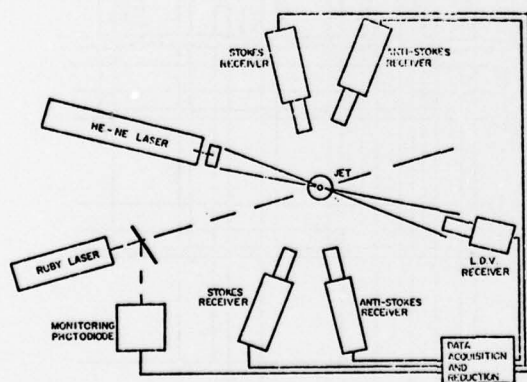 STOKES
RECEIVER
ANTI-STOKES
RECEIVER
HE-NE LASER
JET
RUBY LASER
L.D.V.
RECEIVER
STOKES
RECEIVER
ANTI-STOKES
RECEIVER
MONITORING
PHOTODIODE
DATA
ACQUISITION
AND
REDUCTION